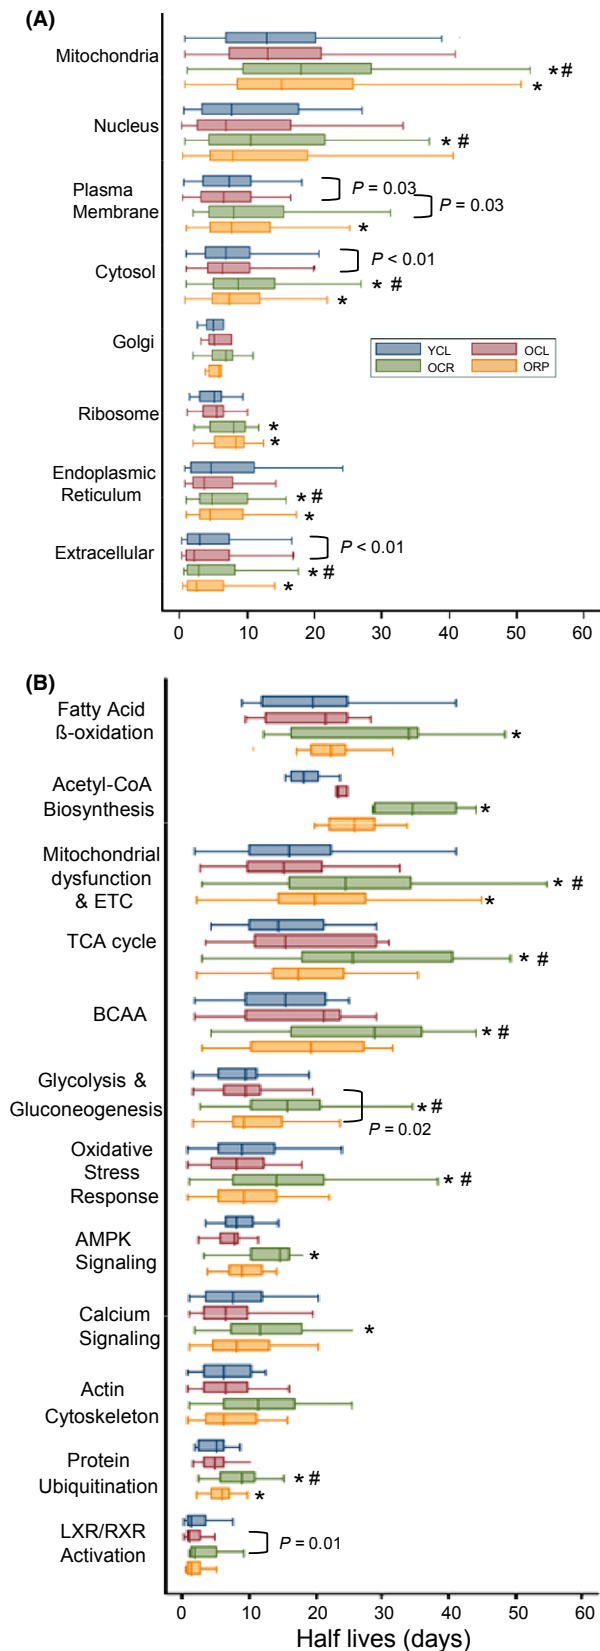 (A)
Mitochondria
* #
*
Nucleus
* #
Plasma
Membrane
P = 0.03
P = 0.03
*
Cytosol
P < 0.01
* #
*
Golgi
YCL
OCL
OCR
ORP
Ribosome
*
*
Endoplasmic
Reticulum
* #
*
Extracellular
P < 0.01
* #
*
0 10 20 30 40 50 60
(B)
Fatty Acid
ß-oxidation
*
Acetyl-CoA
Biosynthesis
*
Mitochondrial
dysfunction
& ETC
* #
*
TCA cycle
* #
BCAA
* #
Glycolysis &
Gluconeogenesis
* #
P = 0.02
Oxidative
Stress
Response
* #
AMPK
Signaling
*
Calcium
Signaling
*
Actin
Cytoskeleton
Protein
Ubiquitination
* #
*
LXR/RXR
Activation
P = 0.01
0 10 20 30 40 50 60
Half lives (days)